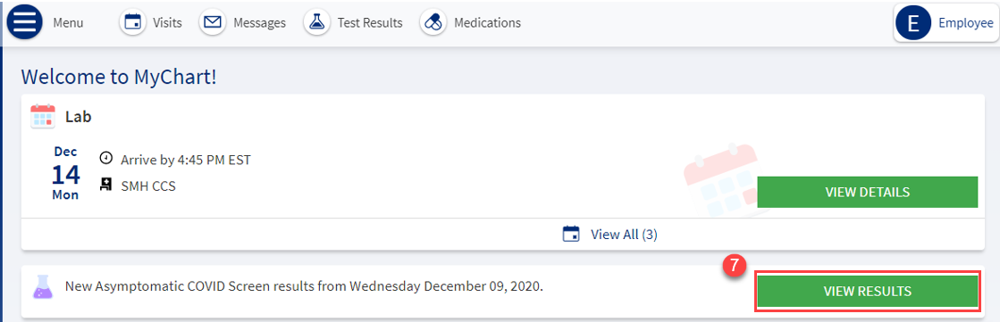 Menu Visits Messages Test Results Medications E Employee
Welcome to MyChart!
Lab
Dec
14
Mon
Arrive by 4:45 PM EST
SMH CCS
VIEW DETAILS
View All (3)
7
New Asymptomatic COVID Screen results from Wednesday December 09, 2020.
VIEW RESULTS